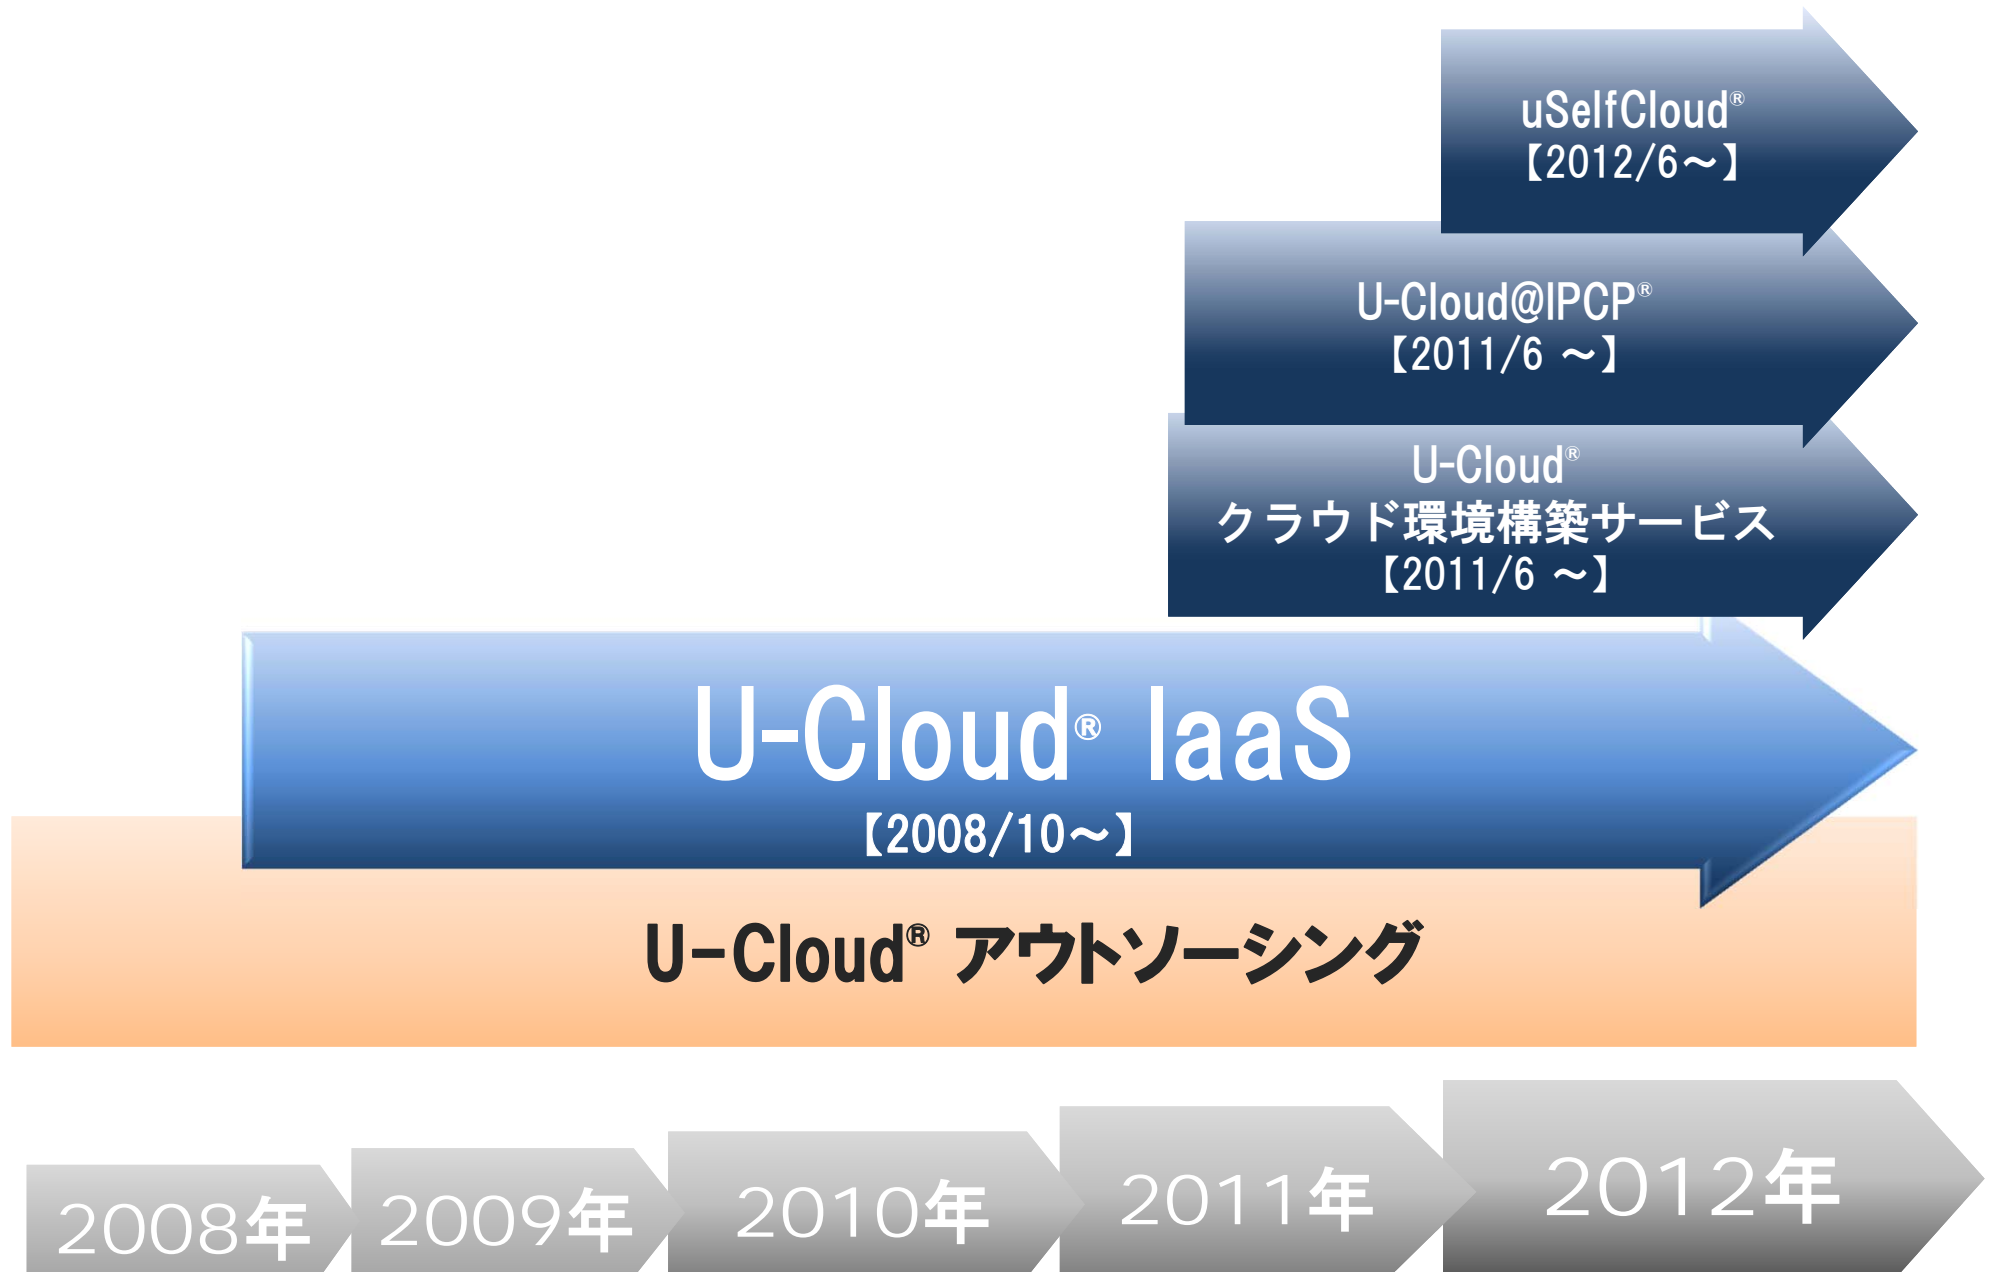 uSelfCloud®
【2012/6～】
U-Cloud@IPCP®
【2011/6 ～】
U-Cloud®
クラウド環境構築サービス
【2011/6 ～】
U-Cloud® IaaS
【2008/10～】
U-Cloud® アウトソーシング
2008年
2009年
2010年
2011年
2012年